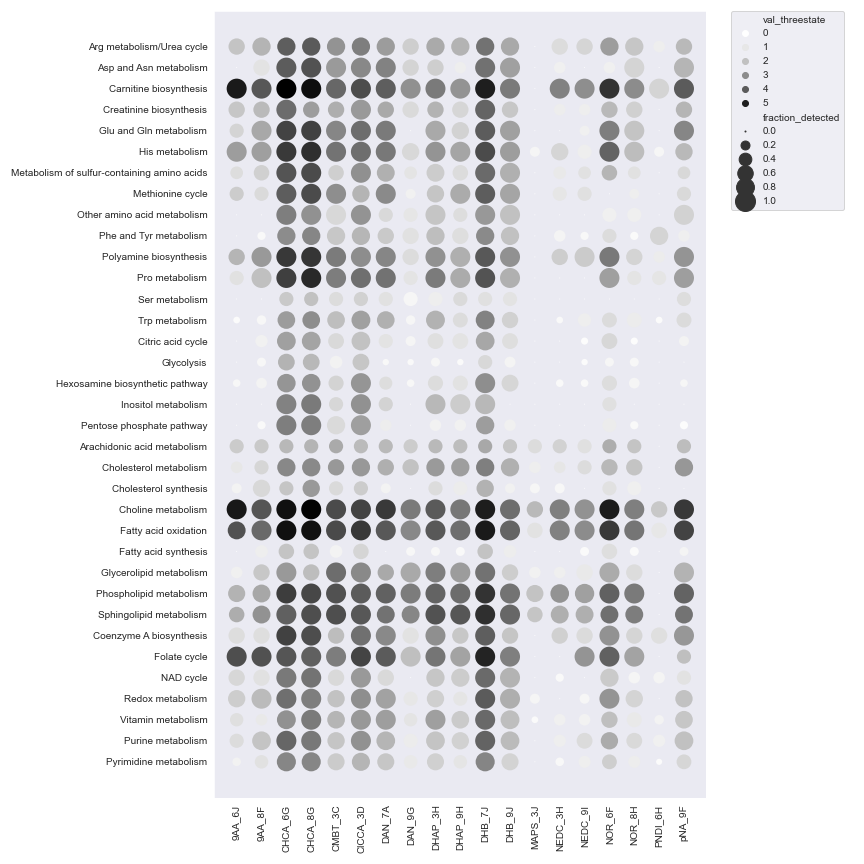 val_threestate
0
1
2
3
4
5
fraction_detected
0.0
0.2
0.4
0.6
0.8
1.0
Arg metabolism/Urea cycle
Asp and Asn metabolism
Carnitine biosynthesis
Creatinine biosynthesis
Glu and Gln metabolism
His metabolism
Metabolism of sulfur-containing amino acids
Methionine cycle
Other amino acid metabolism
Phe and Tyr metabolism
Polyamine biosynthesis
Pro metabolism
Ser metabolism
Trp metabolism
Citric acid cycle
Glycolysis
Hexosamine biosynthetic pathway
Inositol metabolism
Pentose phosphate pathway
Arachidonic acid metabolism
Cholesterol metabolism
Cholesterol synthesis
Choline metabolism
Fatty acid oxidation
Fatty acid synthesis
Glycerolipid metabolism
Phospholipid metabolism
Sphingolipid metabolism
Coenzyme A biosynthesis
Folate cycle
NAD cycle
Redox metabolism
Vitamin metabolism
Purine metabolism
Pyrimidine metabolism
9AA_6J
9AA_8F
CHCA_6G
CHCA_8G
CMBT_3C
ClCCA_3D
DAN_7A
DAN_9G
DHAP_3H
DHAP_9H
DHB_7J
DHB_9J
MAPS_3J
NEDC_3H
NEDC_9I
NOR_6F
NOR_8H
PNDI_6H
pNA_9F